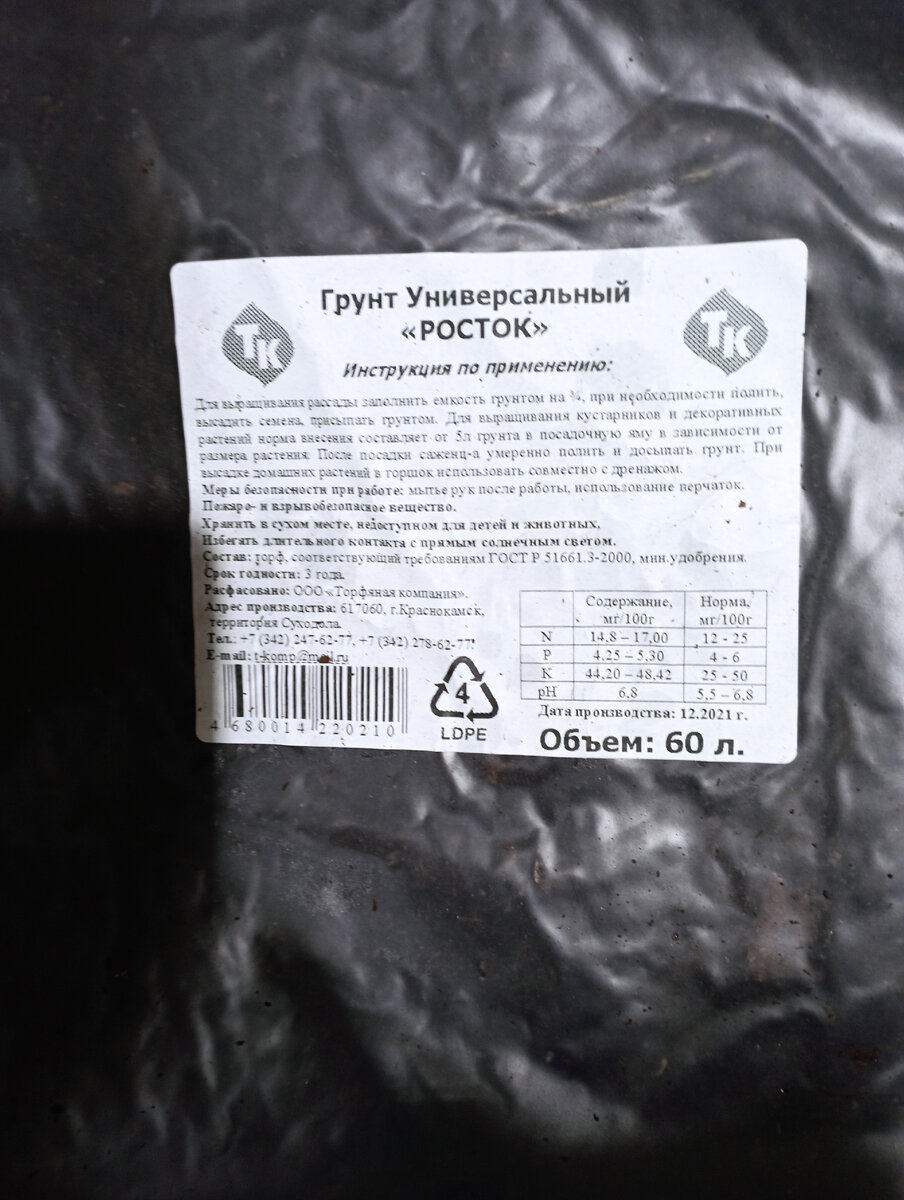 Грунт Универсальный
«РОСТОК»
ТК
ТК
Инструкция по применению:
Для выращивания рассады заполнить емкость грунтом на ¾, при необходимости полить,
высадить семена, присыпать грунтом. Для выращивания кустарников и декоративных
растений норма внесения составляет от 5л грунта в посадочную яму в зависимости от
размера растения. После посадки саженц-а умеренно полить и досыпать грунт. При
высадке домашних растений в горшок использовать совместно с дренажом.
Меры безопасности при работе: мытье рук после работы, использование перчаток.
Пожаро- и взрывобезопасное вещество.
Хранить в сухом месте, недоступном для детей и животных,
Избегать длительного контакта с прямым солнечным светом.
Состав: торф, соответствующий требованиям ГОСТ Р 51661.3-2000, мин.удобрения.
Срок годности: 3 года.
Расфасовано: ООО «Торфяная компания».
Адрес производства: 617060, г.Краснокамск,
территория Суходола.
Тел.: +7 (342) 247-62-77, +7 (342) 278-62-77!
E-mail: t-komp@mail.ru
4 680014 220210
4
LDPE
Содержание, мг/100г Норма, мг/100г
N 14,8 – 17,00 12 - 25
P 4,25 – 5,30 4 - 6
K 44,20 – 48,42 25 - 50
pH 6,8 5,5 – 6,8
Дата производства: 12.2021 г.
Объем: 60 л.